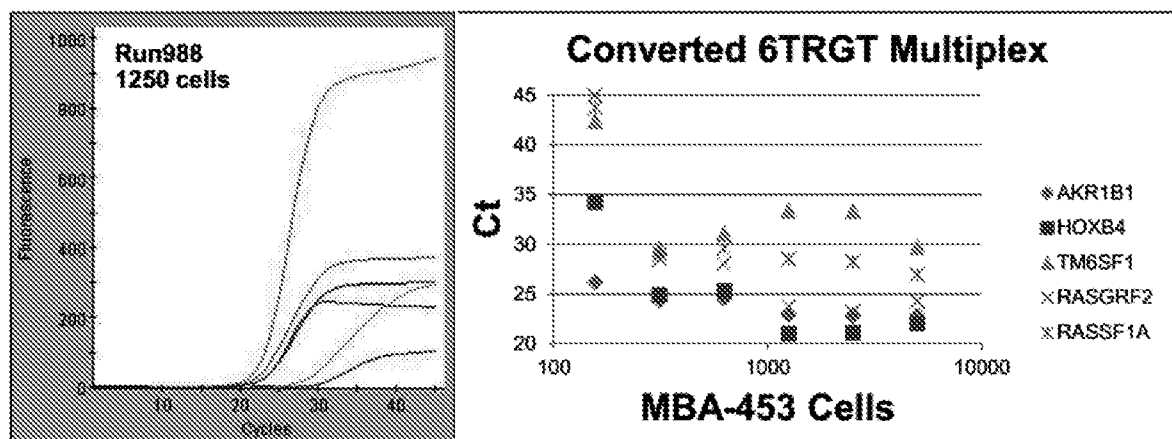 Run988
1250 cells
Fluorescence
1000
800
600
400
200
0
10
20
30
40
Cycles
Converted 6TRGT Multiplex
Ct
45
40
35
30
25
20
100
1000
10000
MBA-453 Cells
AKR1B1
HOXB4
TM6SF1
RASGRF2
RASSF1A